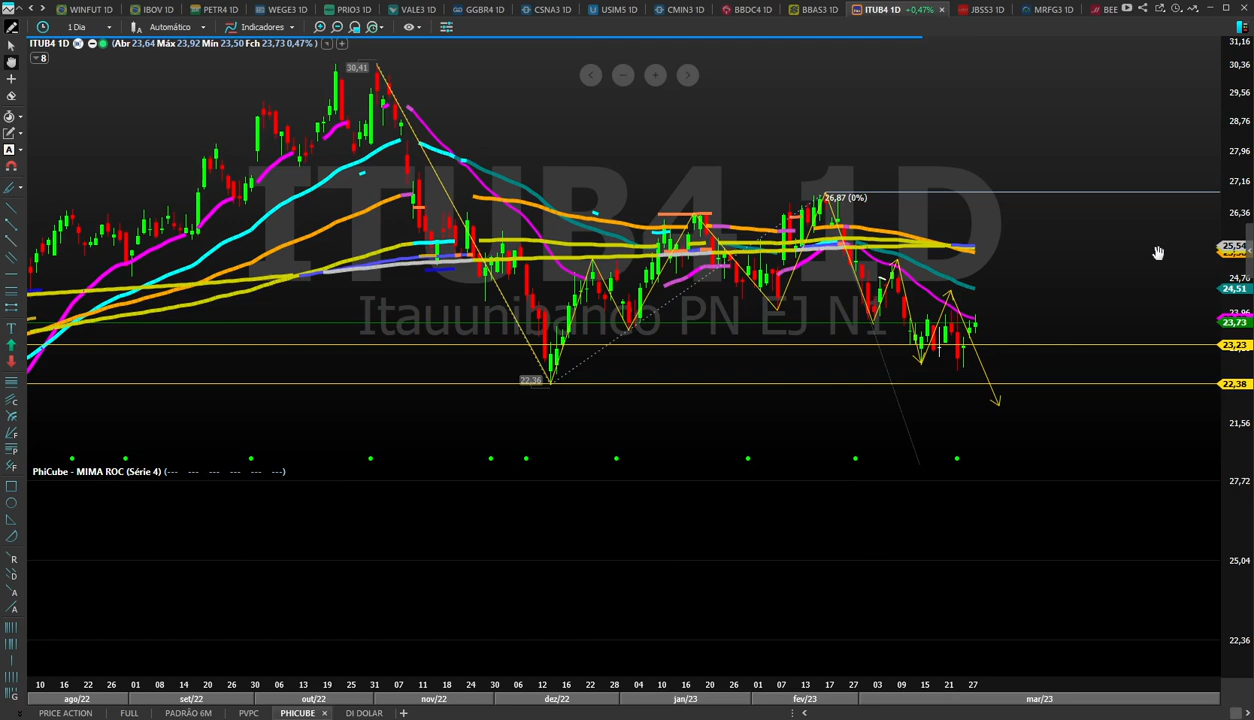 WINFUT 1D IBOV 1D PETR4 1D WEGE3 1D PRIO3 1D VALE3 1D GGBR4 1D CSNA3 1D USIM5 1D CMIN3 1D BBDC4 1D BBAS3 1D ITUB4 1D +0,47% × JBSS3 1D MRFG3 1D BEE
1 Dia Automático Indicadores
ITUB4 1D (Abr 23,64 Máx 23,92 Mín 23,50 Fch 23,73 0,47% )
8
ITUB4 1D
Itauunibanco PN EJ N1
30,41
26,87 (0%)
22,36
31,16
30,36
29,56
28,76
27,96
27,16
26,36
25,54
24,76
24,51
23,73
23,23
22,38
21,56
PhiCube - MIMA ROC (Série 4) (--- --- --- --- --- ---)
27,72
25,04
22,36
10 16 22 26 01 08 14 20 26 30 06 13 19 25 31 07 11 18 24 30 06 12 16 22 28 04 10 16 20 26 01 07 13 17 27 03 09 15 21 27
ago/22 set/22 out/22 nov/22 dez/22 jan/23 fev/23 mar/23
PRICE ACTION FULL PADRÃO 6M PVPC PHICUBE × DI DOLAR +